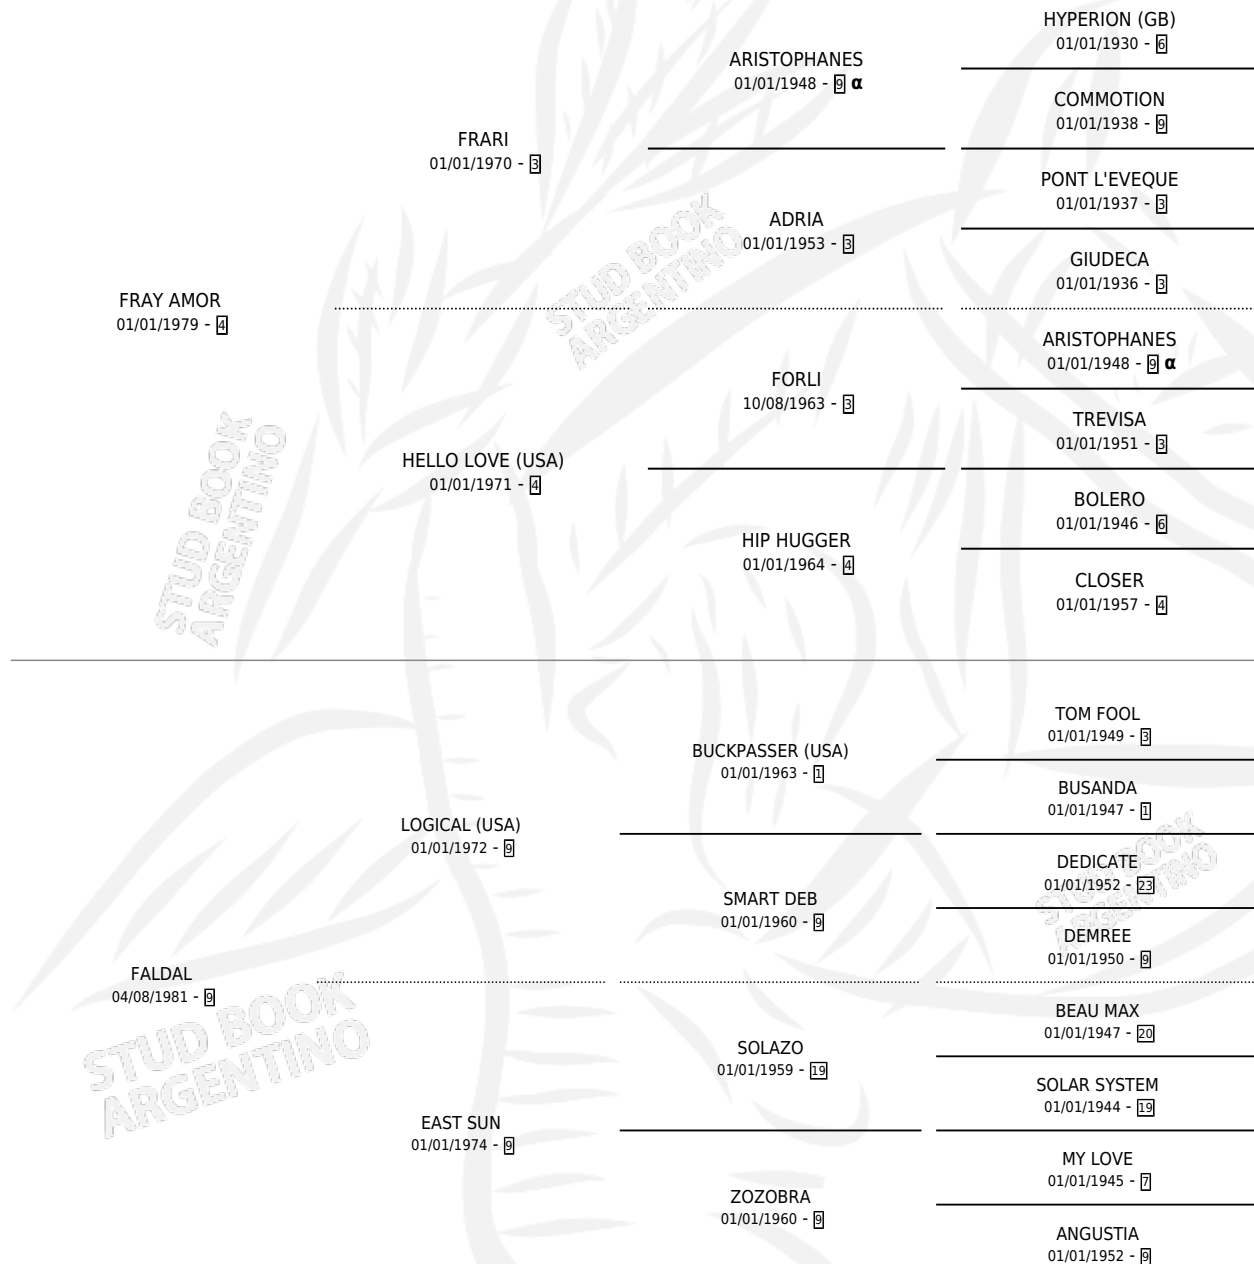 HYPERION (GB)
01/01/1930 - 6
ARISTOPHANES
01/01/1948 - 9 α
COMMOTION
01/01/1938 - 9
FRARI
01/01/1970 - 3
PONT L'EVEQUE
01/01/1937 - 3
ADRIA
01/01/1953 - 3
GIUDECA
01/01/1936 - 3
FRAY AMOR
01/01/1979 - 4
ARISTOPHANES
01/01/1948 - 9 α
FORLI
10/08/1963 - 3
TREVISA
01/01/1951 - 3
HELLO LOVE (USA)
01/01/1971 - 4
BOLERO
01/01/1946 - 6
HIP HUGGER
01/01/1964 - 4
CLOSER
01/01/1957 - 4
TOM FOOL
01/01/1949 - 3
BUCKPASSER (USA)
01/01/1963 - 1
BUSANDA
01/01/1947 - 1
LOGICAL (USA)
01/01/1972 - 9
DEDICATE
01/01/1952 - 23
SMART DEB
01/01/1960 - 9
DEMREE
01/01/1950 - 9
FALDAL
04/08/1981 - 9
BEAU MAX
01/01/1947 - 20
SOLAZO
01/01/1959 - 19
SOLAR SYSTEM
01/01/1944 - 19
EAST SUN
01/01/1974 - 9
MY LOVE
01/01/1945 - 7
ZOZOBRA
01/01/1960 - 9
ANGUSTIA
01/01/1952 - 9
STUD BOOK
ARGENTINO
STUD BOOK
ARGENTINO
STUD BOOK
ARGENTINO
STUD BOOK
ARGENTINO